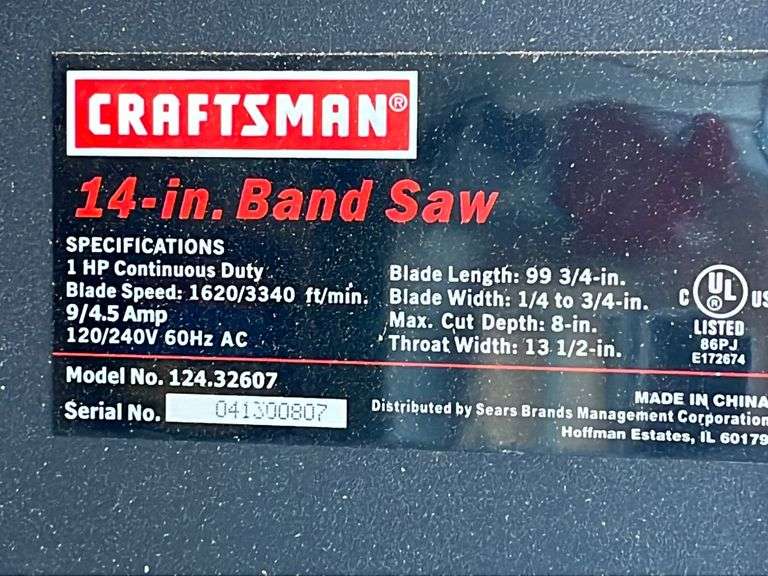 CRAFTSMAN®
14-in. Band Saw
SPECIFICATIONS
1 HP Continuous Duty
Blade Speed: 1620/3340 ft/min.
9/4.5 Amp
120/240V 60Hz AC
Blade Length: 99 3/4-in.
Blade Width: 1/4 to 3/4-in.
Max. Cut Depth: 8-in.
Throat Width: 13 1/2-in.
C UL® US
LISTED
86PJ
E172674
Model No. 124.32607
Serial No. 041300807
MADE IN CHINA
Distributed by Sears Brands Management Corporation
Hoffman Estates, IL 60179